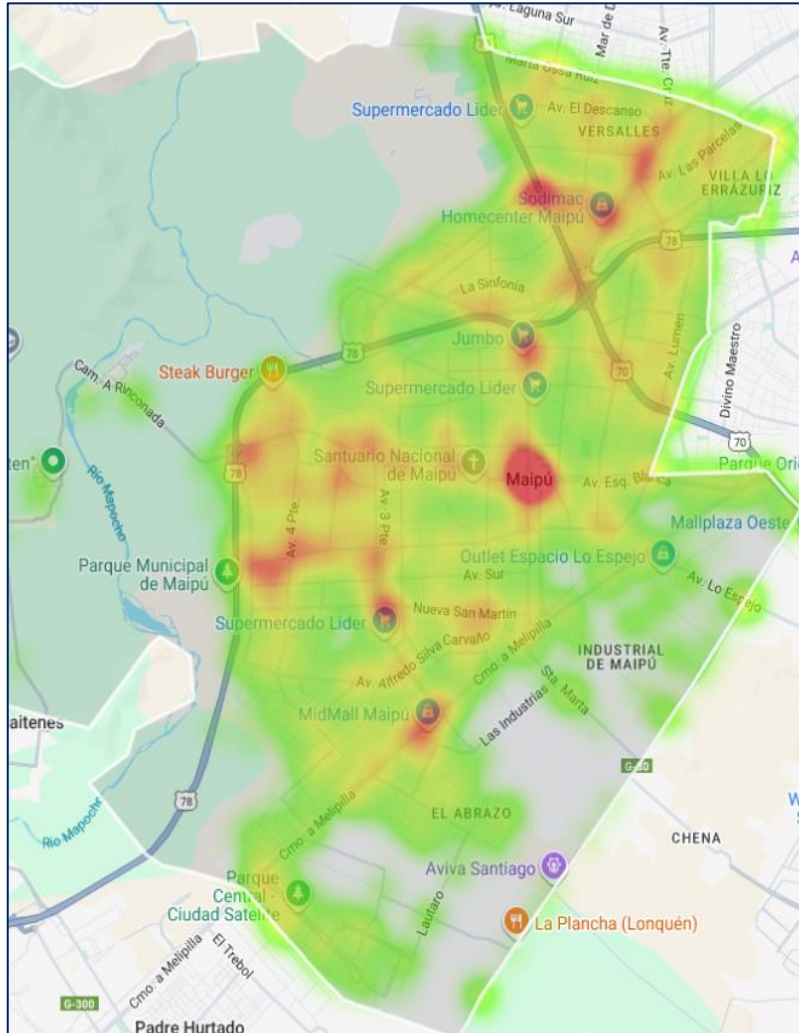 Laguna Sur
Mar de D
Av. Tte. Cruz
70
Marta Ossa Ruiz
Supermercado Lider
Av. El Descanso
VERSALLES
Av. Las Parcelas
VILLA LO
ERRÁZURIZ
Sodimac
Homecenter Maipú
78
La Sinfonía
Jumbo
78
Av. Lumen
Steak Burger
Cam. A Rinconada
Supermercado Lider
70
Divino Maestro
70
Río Mapocho
78
Santuario Nacional
de Maipú
Maipú
Av. Esq. Blanca
Parque Ori
Mallplaza Oeste
Av. 4 Pte.
Av. 3 Pte.
Outlet Espacio Lo Espejo
Parque Municipal
de Maipú
Av. Sur
Av. Lo Espejo
Supermercado Lider
Nueva San Martín
Av. Alfredo Silva Carvallo
Cmo. a Melipilla
INDUSTRIAL
DE MAIPÚ
Sta. Marta
MidMall Maipú
Las Industrias
aitenes
78
EL ABRAZO
CHENA
Río Mapocho
Cmo. a Melipilla
Aviva Santiago
Parque
Central -
Ciudad Satélite
Lautaro
La Plancha (Lonquén)
El Trebol
Cmo. a Melipilla
G-300
Padre Hurtado